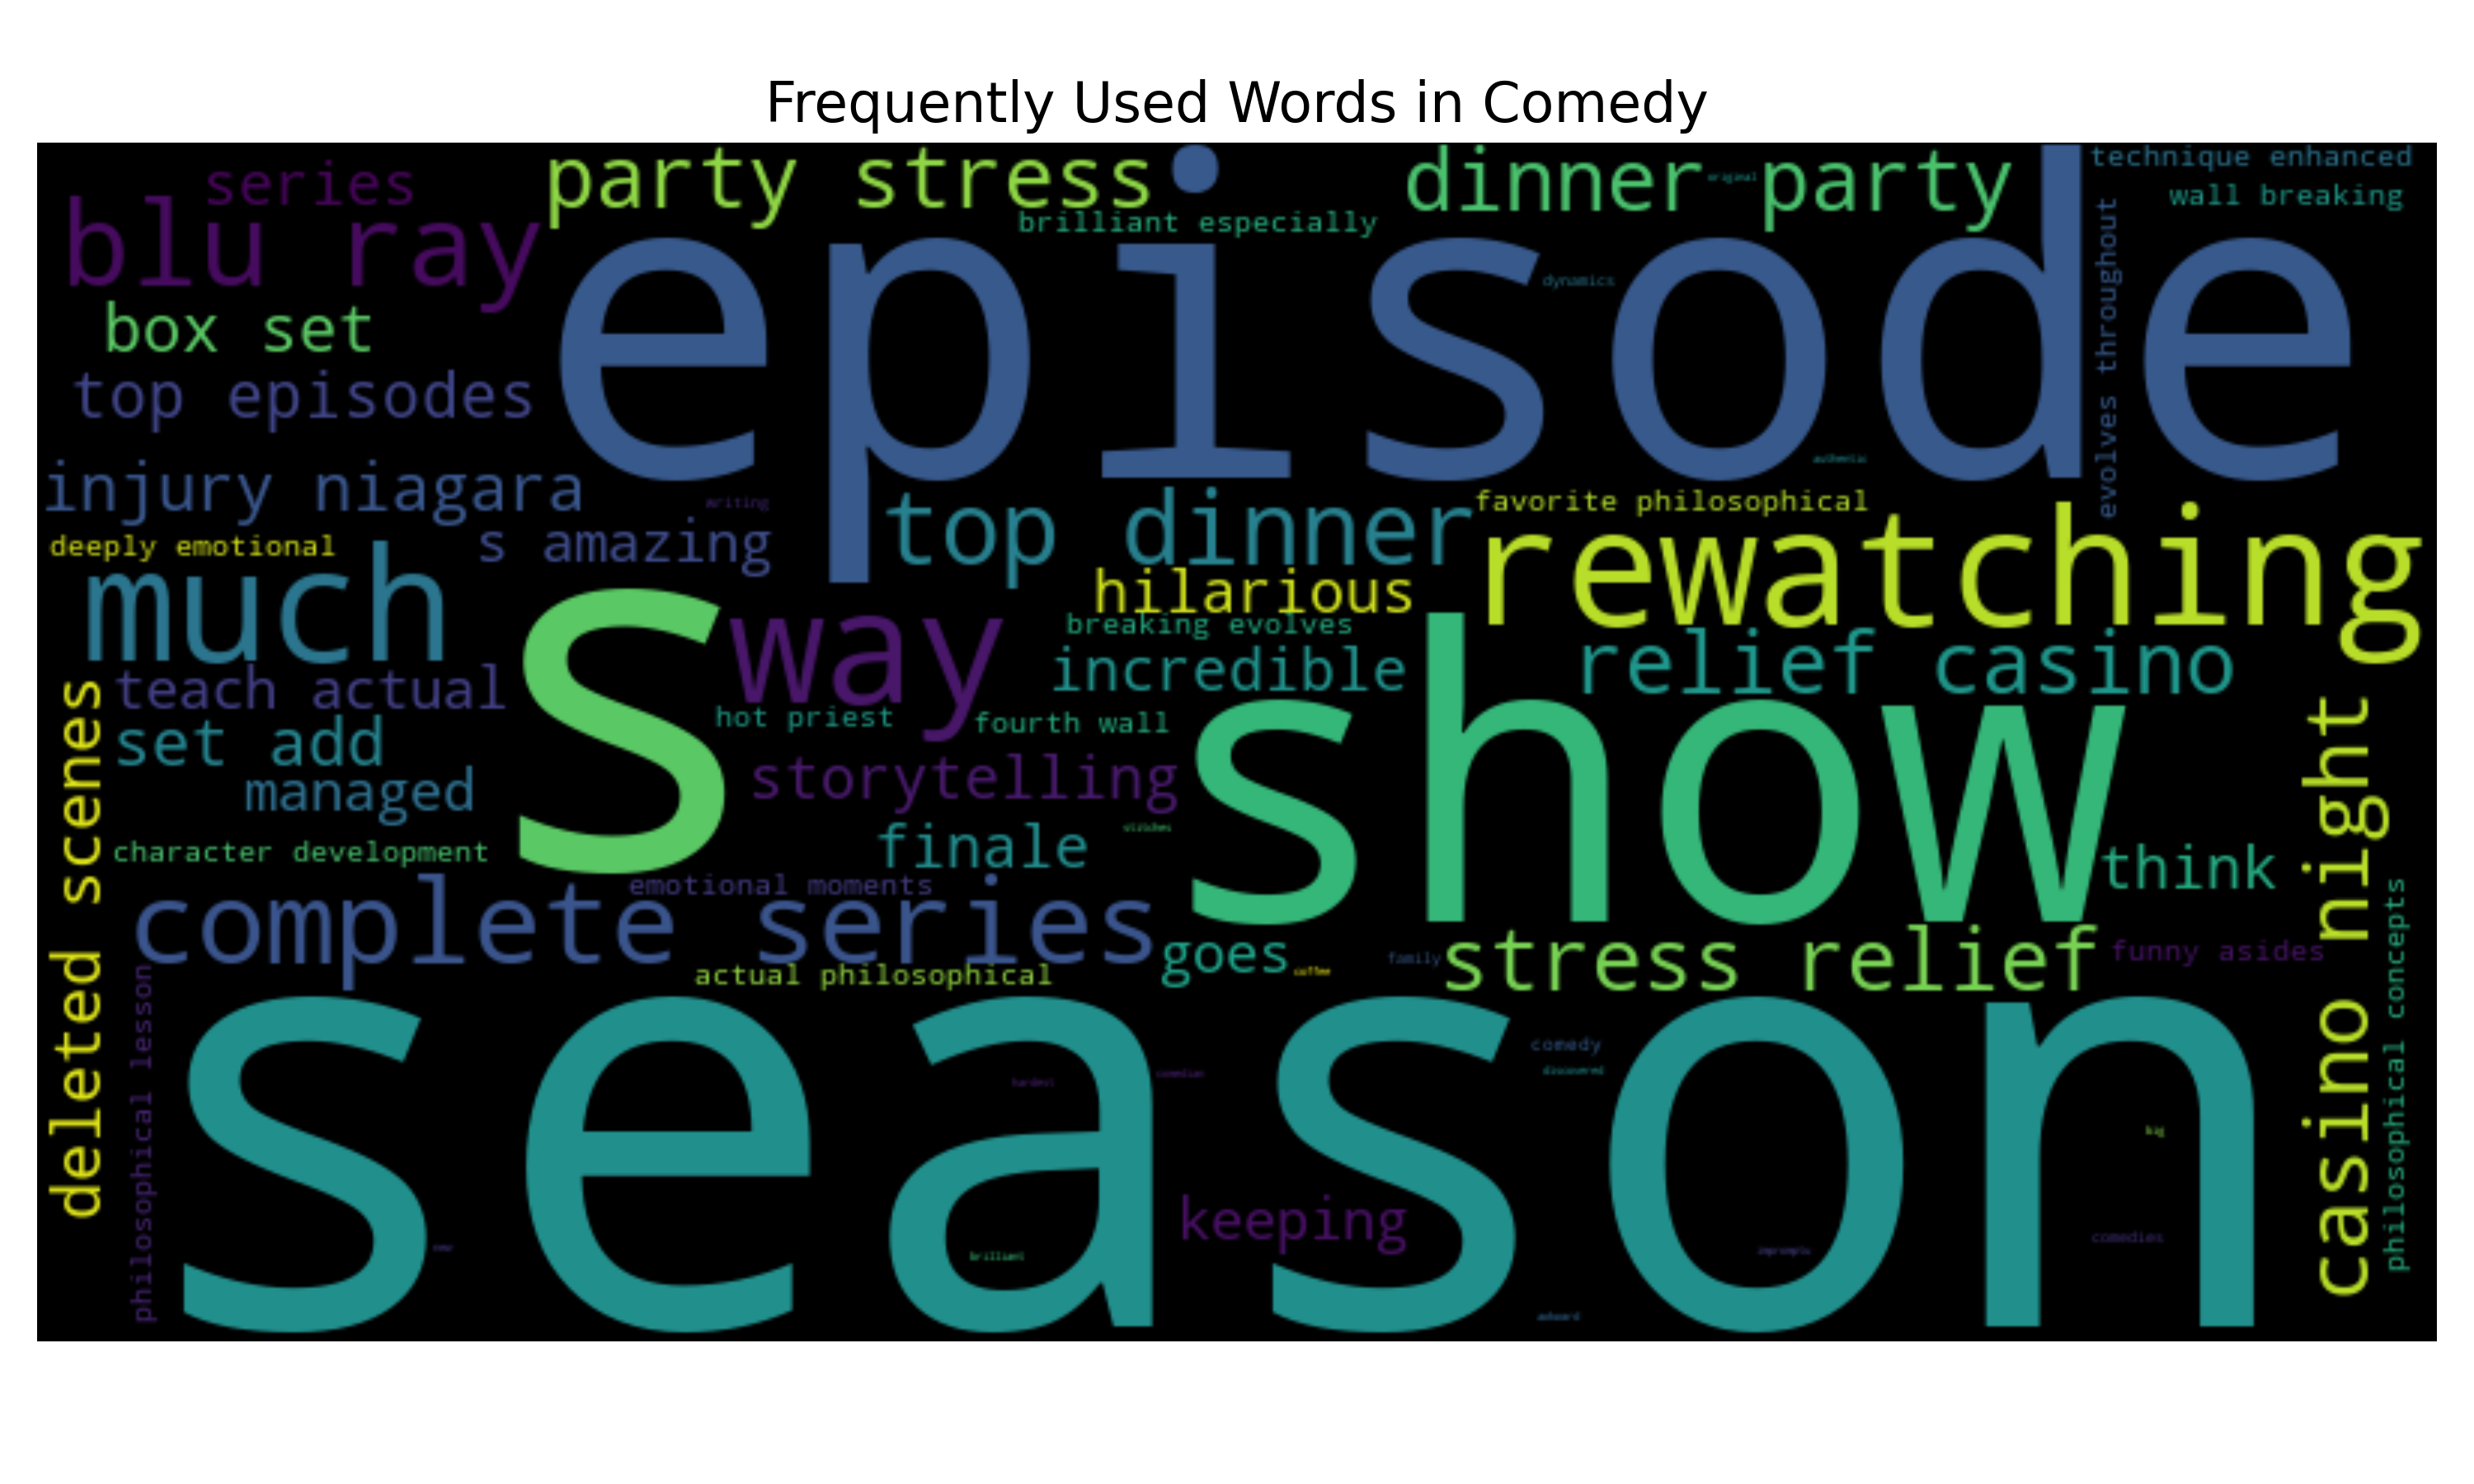 Frequently Used Words in Comedy
series
party stress
dinner party
original
technique enhanced
wall breaking
blu ray
brilliant especially
episode
dynamics
evolves throughout
box set
top episodes
injury niagara
writing
authentic
top dinner
favorite philosophical
deeply emotional
s amazing
rewatching
much
hilarious
s
way
breaking evolves
incredible
show
relief casino
teach actual
hot priest
fourth wall
set add
storytelling
managed
deleted scenes
character development
finale
stitches
think
casino night
complete series
emotional moments
goes
coffee
family
stress relief
funny asides
actual philosophical
philosophical concepts
philosophical lesson
season
comedy
discovered
hardest
comedian
big
keeping
new
brilliant
impromptu
comedies
awkward